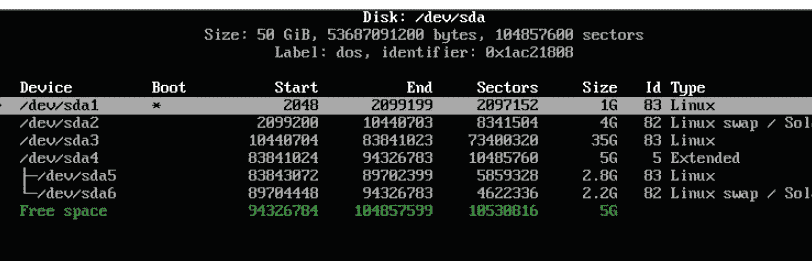 Disk: /dev/sda
Size: 50 GiB, 53687091200 bytes, 104857600 sectors
Label: dos, identifier: 0x1ac21808
Device Boot Start End Sectors Size Id Type
/dev/sda1 * 2048 2099199 2097152 1G 83 Linux
/dev/sda2 2099200 10440703 8341504 4G 82 Linux swap / Sol
/dev/sda3 10440704 83841023 73400320 35G 83 Linux
/dev/sda4 83841024 94326783 10485760 5G 5 Extended
├─/dev/sda5 83843072 89702399 5859328 2.8G 83 Linux
└─/dev/sda6 89704448 94326783 4622336 2.2G 82 Linux swap / Sol
Free space 94326784 104857599 10530816 5G